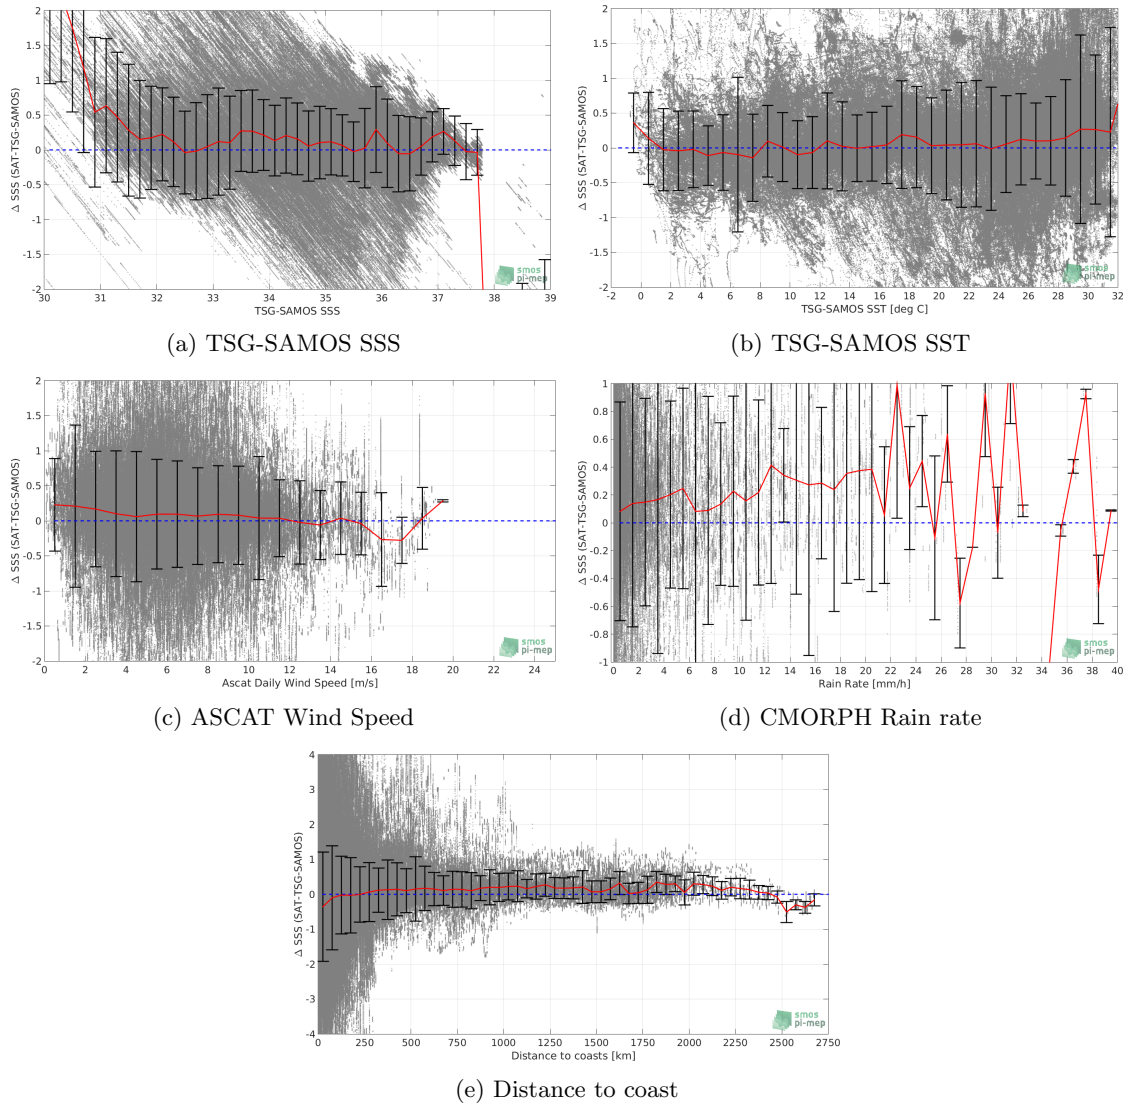 2
1.5
1
0.5
0
-0.5
-1
-1.5
-2
Δ SSS (SAT-TSG-SAMOS)
30 31 32 33 34 35 36 37 38 39
TSG-SAMOS SSS
smos
pi-mep
(a) TSG-SAMOS SSS
2
1.5
1
0.5
0
-0.5
-1
-1.5
-2
Δ SSS (SAT-TSG-SAMOS)
-2 0 2 4 6 8 10 12 14 16 18 20 22 24 26 28 30 32
TSG-SAMOS SST [deg C]
smos
pi-mep
(b) TSG-SAMOS SST
2
1.5
1
0.5
0
-0.5
-1
-1.5
-2
Δ SSS (SAT-TSG-SAMOS)
0 2 4 6 8 10 12 14 16 18 20 22 24
Ascat Daily Wind Speed [m/s]
smos
pi-mep
(c) ASCAT Wind Speed
1
0.8
0.6
0.4
0.2
0
-0.2
-0.4
-0.6
-0.8
-1
Δ SSS (SAT-TSG-SAMOS)
0 2 4 6 8 10 12 14 16 18 20 22 24 26 28 30 32 34 36 38 40
Rain Rate [mm/h]
smos
pi-mep
(d) CMORPH Rain rate
4
3
2
1
0
-1
-2
-3
-4
Δ SSS (SAT-TSG-SAMOS)
0 250 500 750 1000 1250 1500 1750 2000 2250 2500 2750
Distance to coasts [km]
smos
pi-mep
(e) Distance to coast